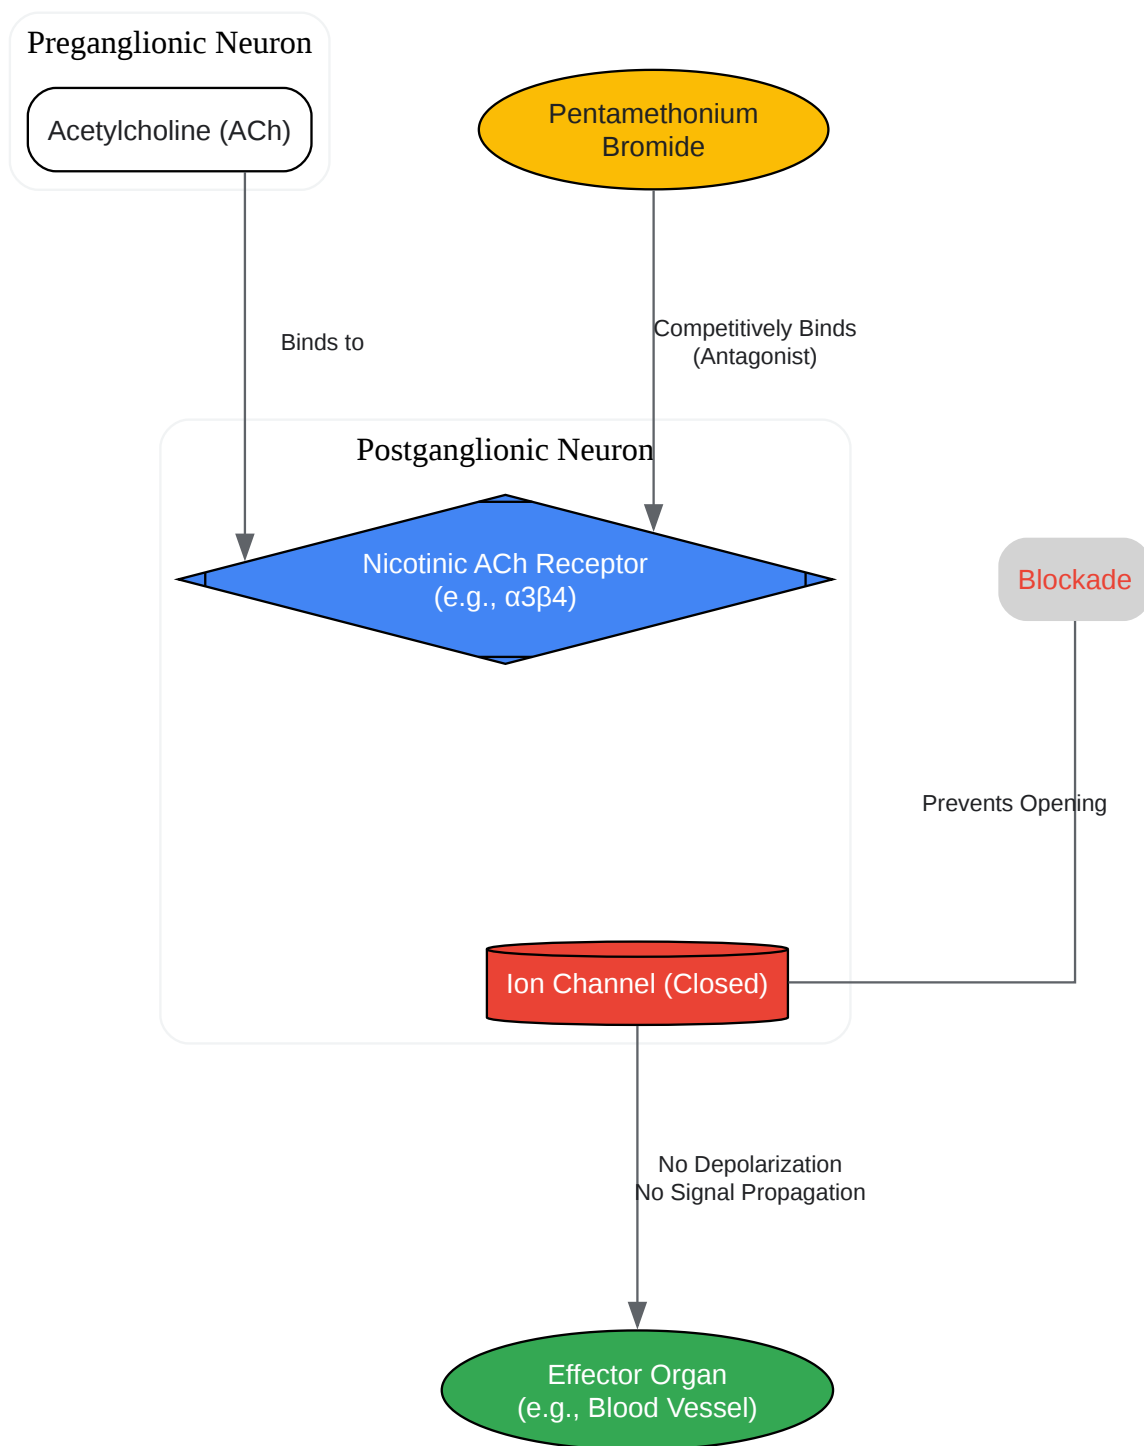 Preganglionic Neuron
Acetylcholine (ACh)
Pentamethonium
Bromide
Binds to
Competitively Binds
(Antagonist)
Postganglionic Neuron
Nicotinic ACh Receptor
(e.g., α3β4)
Blockade
Prevents Opening
Ion Channel (Closed)
No Depolarization
No Signal Propagation
Effector Organ
(e.g., Blood Vessel)